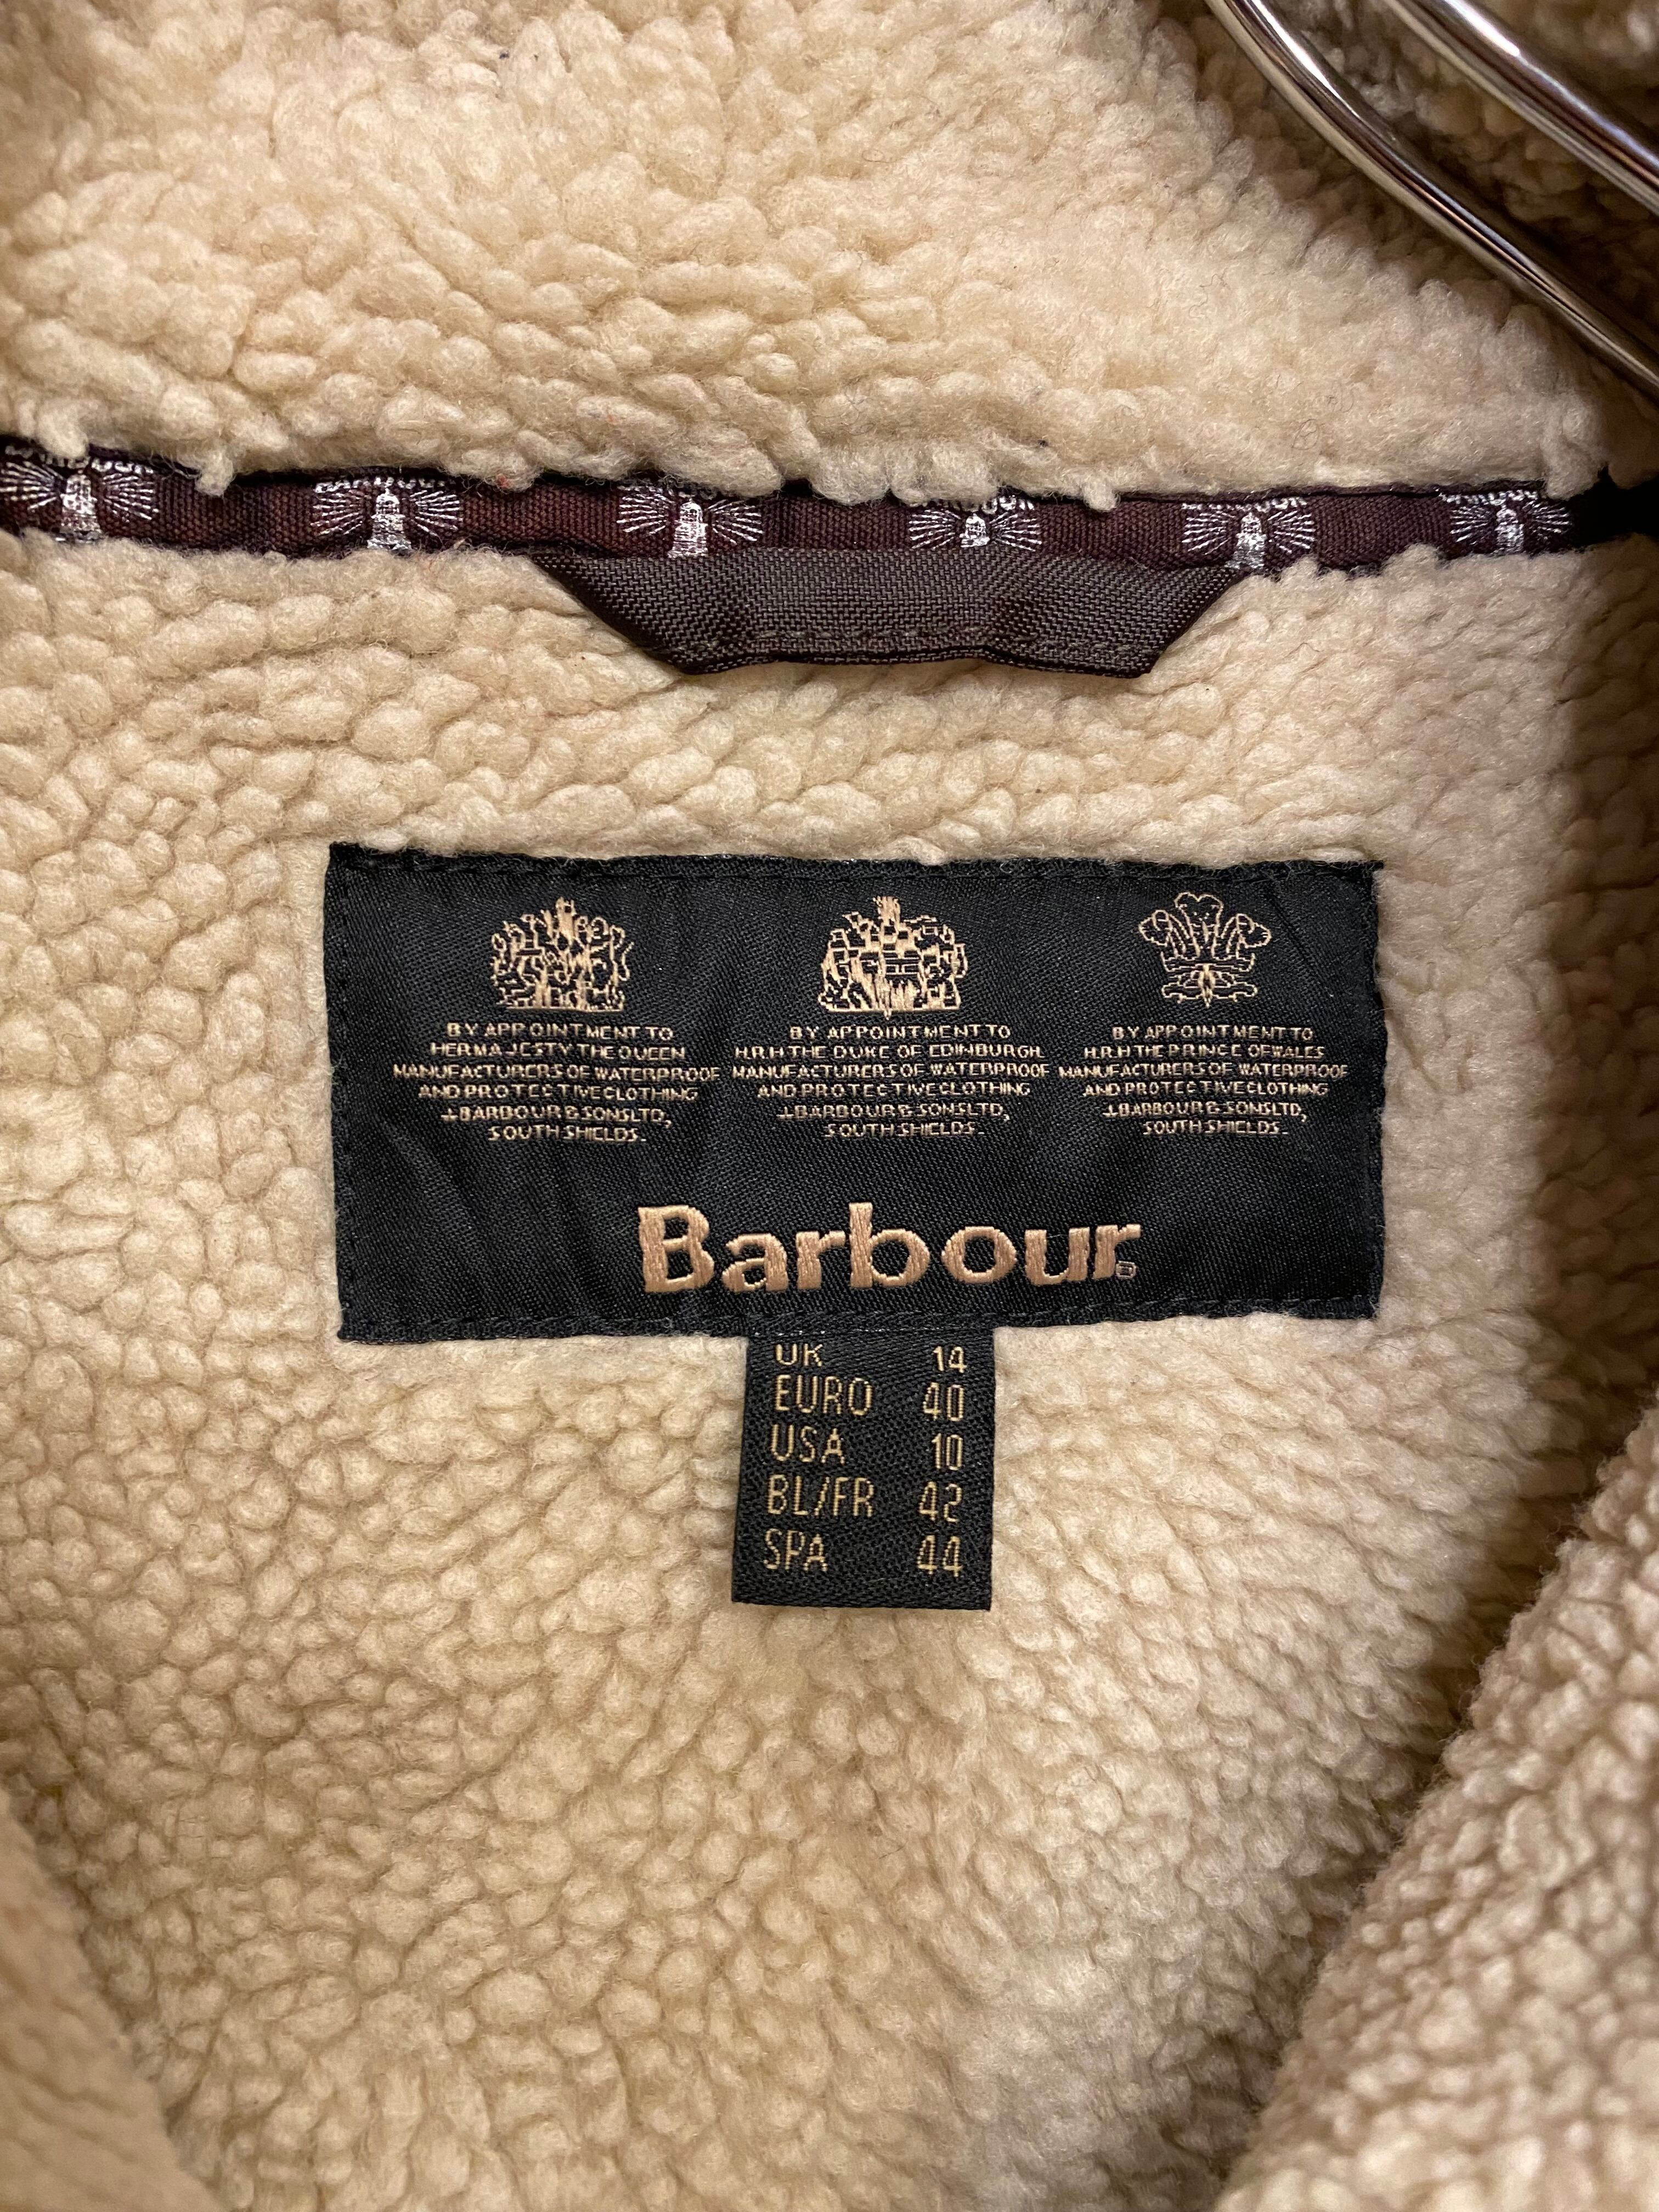 BY APPOINTMENT TO
HER MAJESTY THE QUEEN
MANUFACTURERS OF WATERPROOF
AND PROTECTIVE CLOTHING
J.BARBOUR & SONS LTD,
SOUTH SHIELDS.
BY APPOINTMENT TO
H.R.H THE DUKE OF EDINBURGH
MANUFACTURERS OF WATERPROOF
AND PROTECTIVE CLOTHING
J.BARBOUR & SONS LTD,
SOUTH SHIELDS.
BY APPOINTMENT TO
H.R.H THE PRINCE OF WALES
MANUFACTURERS OF WATERPROOF
AND PROTECTIVE CLOTHING
J.BARBOUR & SONS LTD,
SOUTH SHIELDS.
Barbour®
UK 14
EURO 40
USA 10
BL/FR 42
SPA 44